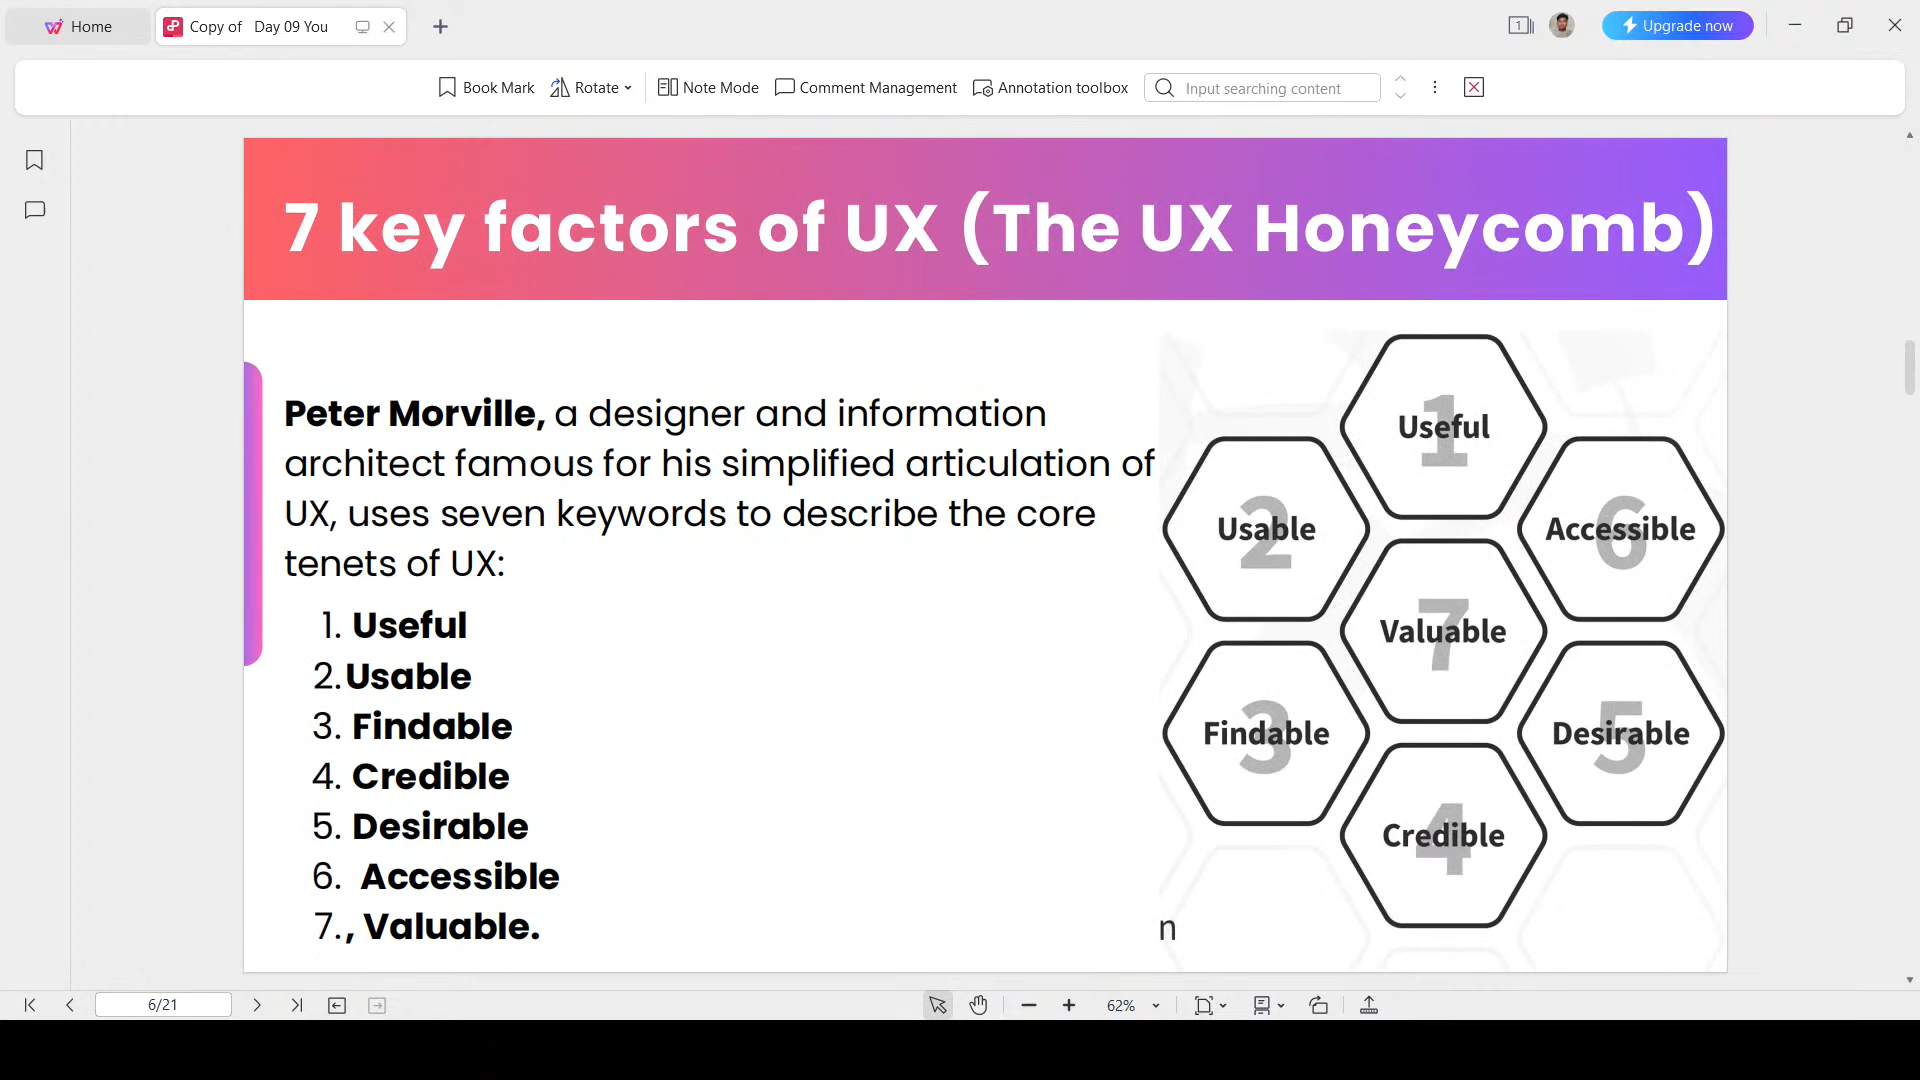 Home
Copy of Day 09 You
1
Upgrade now
Book Mark
Rotate
Note Mode
Comment Management
Annotation toolbox
Input searching content
7 key factors of UX (The UX Honeycomb)
Peter Morville, a designer and information
architect famous for his simplified articulation of
UX, uses seven keywords to describe the core
tenets of UX:
1. Useful
2. Usable
3. Findable
4. Credible
5. Desirable
6. Accessible
7. , Valuable.
1
Useful
2
Usable
6
Accessible
7
Valuable
3
Findable
5
Desirable
4
Credible
n
6/21
62%